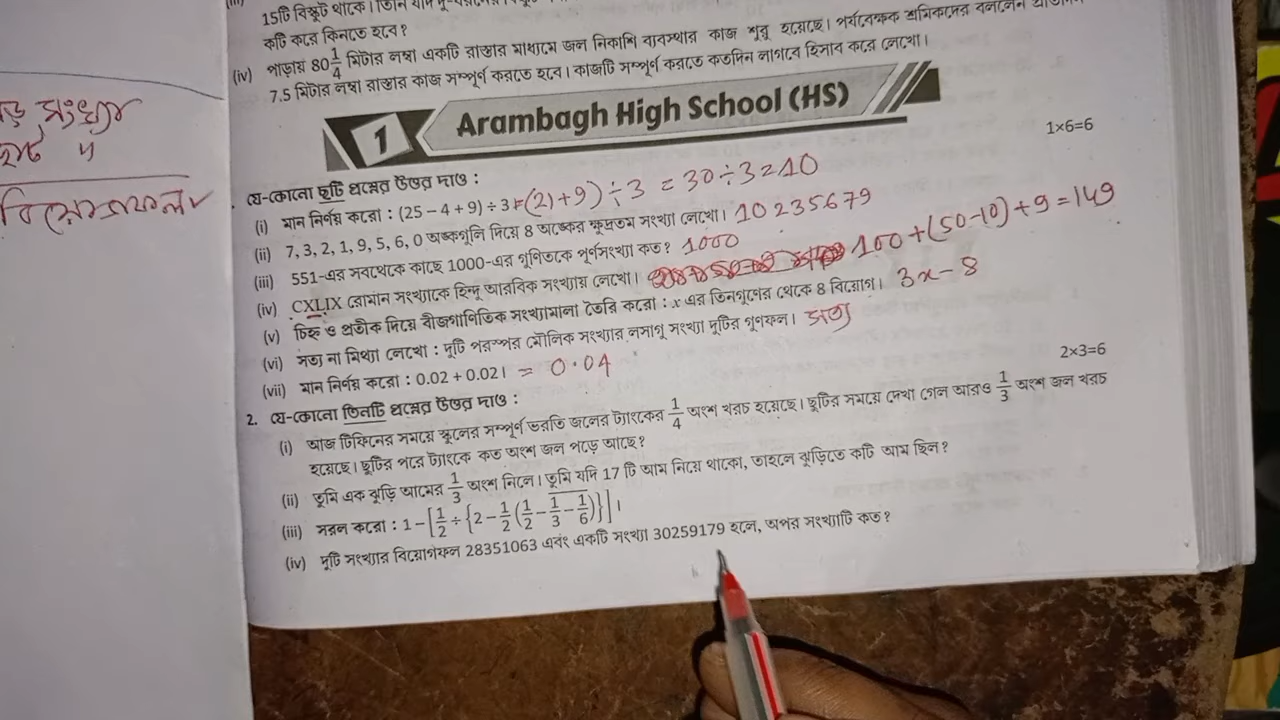 15টি বিস্কুট থাকে।
কটি করে কিনতে হবে?
(iv) পাড়ায় 80 1/4 মিটার লম্বা একটি রাস্তার মাধ্যমে জল নিকাশি ব্যবস্থার কাজ শুরু হয়েছে। পর্যবেক্ষক শ্রমিকদের বললেন
7.5 মিটার লম্বা রাস্তার কাজ সম্পূর্ণ করতে হবে। কাজটি সম্পূর্ণ করতে কতদিন লাগবে হিসাব করে লেখো।
সংখ্যা
বিয়োগফল
1 Arambagh High School (HS)
যে-কোনো ছটি প্রশ্নের উত্তর দাও : 1×6=6
(i) মান নির্ণয় করো : (25 – 4 + 9) ÷ 3 = (21+9) ÷ 3 = 30 ÷ 3 = 10
(ii) 7, 3, 2, 1, 9, 5, 6, 0 অঙ্কগুলি দিয়ে 8 অঙ্কের ক্ষুদ্রতম সংখ্যা লেখো। 10235679
(iii) 551-এর সবথেকে কাছে 1000-এর গুণিতকে পূর্ণসংখ্যা কত? 1000
(iv) CXLIX রোমান সংখ্যাকে হিন্দু আরবিক সংখ্যায় লেখো। 100+(50-10)+9=149
(v) চিহ্ন ও প্রতীক দিয়ে বীজগাণিতিক সংখ্যামালা তৈরি করো : x এর তিনগুণের থেকে 8 বিয়োগ। 3x-8
(vi) সত্য না মিথ্যা লেখো : দুটি পরস্পর মৌলিক সংখ্যার লসাগু সংখ্যা দুটির গুণফল। সত্য
(vii) মান নির্ণয় করো : 0.02 + 0.021 = 0.04
2. যে-কোনো তিনটি প্রশ্নের উত্তর দাও : 2×3=6
(i) আজ টিফিনের সময়ে স্কুলের সম্পূর্ণ ভরতি জলের ট্যাংকের 1/4 অংশ খরচ হয়েছে। ছুটির সময়ে দেখা গেল আরও 1/3 অংশ জল খরচ
হয়েছে। ছুটির পরে ট্যাংকে কত অংশ জল পড়ে আছে?
(ii) তুমি এক ঝুড়ি আমের 1/3 অংশ নিলে। তুমি যদি 17 টি আম নিয়ে থাকো, তাহলে ঝুড়িতে কটি আম ছিল?
(iii) সরল করো : 1 – [1/2 ÷ {2 – 1/2 (1/2 – \overline{1/3 – 1/6})}]।
(iv) দুটি সংখ্যার বিয়োগফল 28351063 এবং একটি সংখ্যা 30259179 হলে, অপর সংখ্যাটি কত?